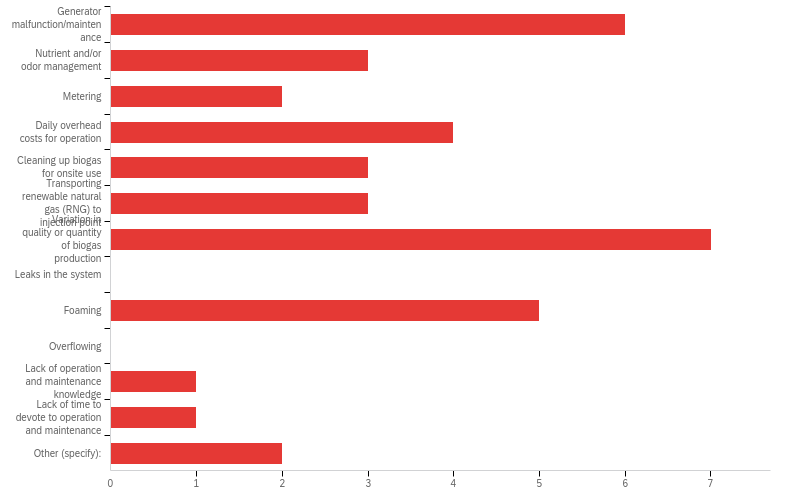 Generator
malfunction/mainten
ance
Nutrient and/or
odor management
Metering
Daily overhead
costs for operation
Cleaning up biogas
for onsite use
Transporting
renewable natural
gas (RNG) to
injection point
Variation in
quality or quantity
of biogas
production
Leaks in the system
Foaming
Overflowing
Lack of operation
and maintenance
knowledge
Lack of time to
devote to operation
and maintenance
Other (specify):
0 1 2 3 4 5 6 7